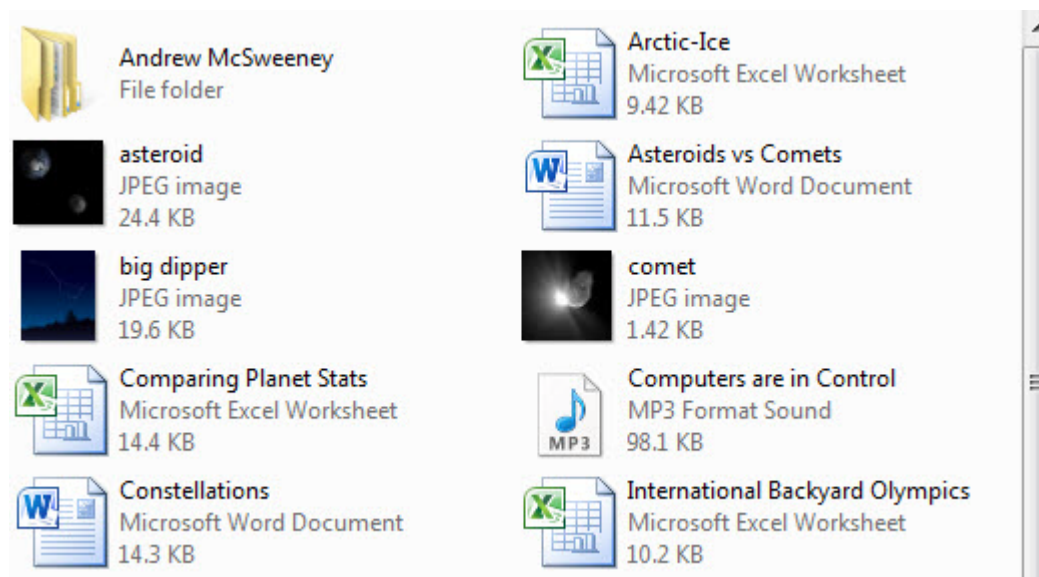 Andrew McSweeney
File folder
Arctic-Ice
Microsoft Excel Worksheet
9.42 KB
asteroid
JPEG image
24.4 KB
Asteroids vs Comets
Microsoft Word Document
11.5 KB
big dipper
JPEG image
19.6 KB
comet
JPEG image
1.42 KB
Comparing Planet Stats
Microsoft Excel Worksheet
14.4 KB
Computers are in Control
MP3 Format Sound
98.1 KB
MP3
Constellations
Microsoft Word Document
14.3 KB
International Backyard Olympics
Microsoft Excel Worksheet
10.2 KB